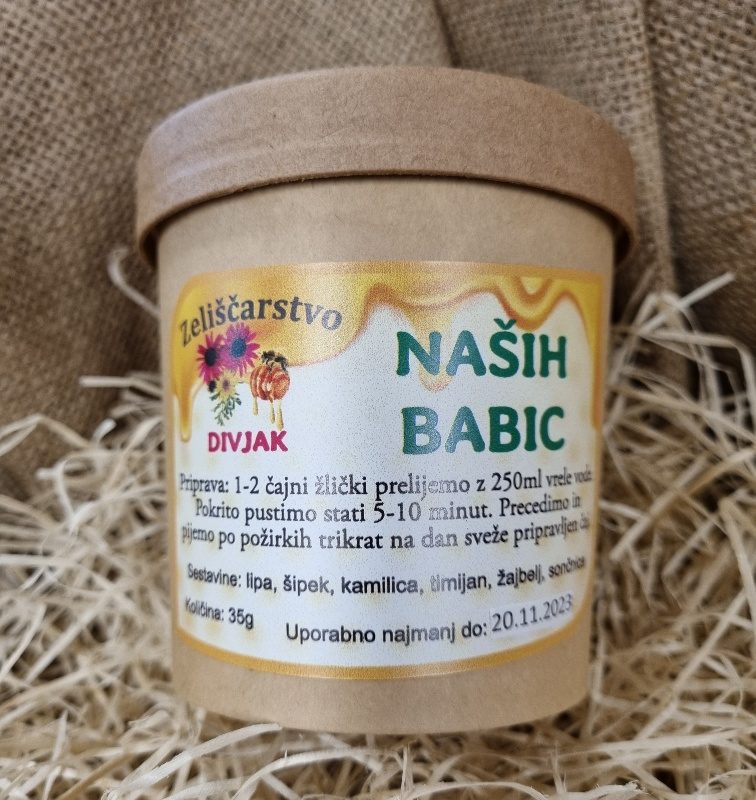 Zeliščarstvo
DIVJAK
NAŠIH
BABIC
Priprava: 1-2 čajni žlički prelijemo z 250ml vrele vode.
Pokrito pustimo stati 5-10 minut. Precedimo in
pijemo po požirkih trikrat na dan sveže pripravljen
Sestavine: lipa, šipek, kamilica, timijan, žajbelj,
Količina: 35g
Uporabno najmanj do: 20.11.2023